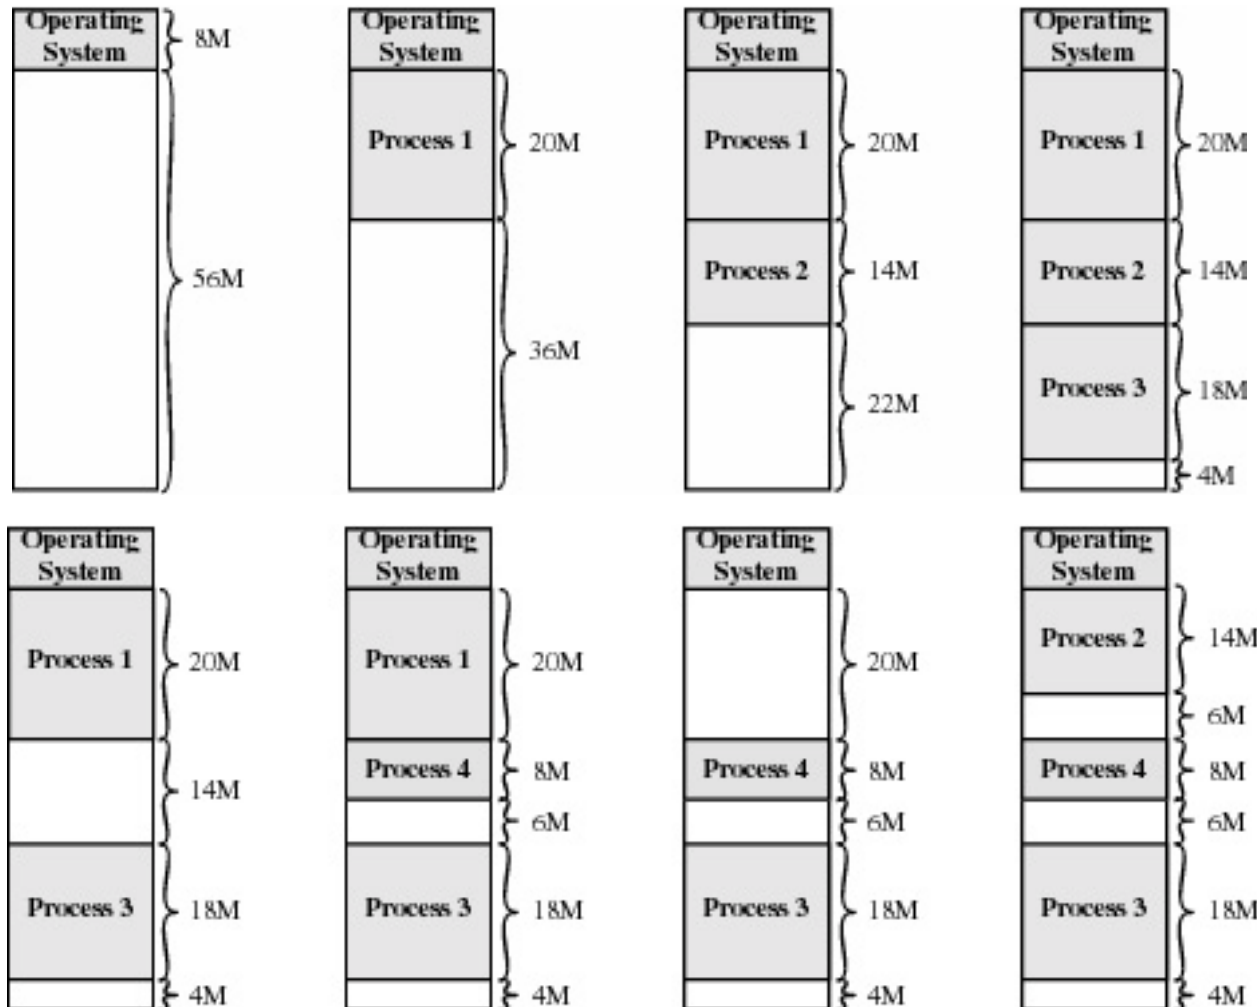 Operating
System
8M
56M
Operating
System
Process 1
20M
36M
Operating
System
Process 1
20M
Process 2
14M
22M
Operating
System
Process 1
20M
Process 2
14M
Process 3
18M
4M
Operating
System
Process 1
20M
14M
Process 3
18M
4M
Operating
System
Process 1
20M
Process 4
8M
6M
Process 3
18M
4M
Operating
System
20M
Process 4
8M
6M
Process 3
18M
4M
Operating
System
Process 2
14M
6M
Process 4
8M
6M
Process 3
18M
4M